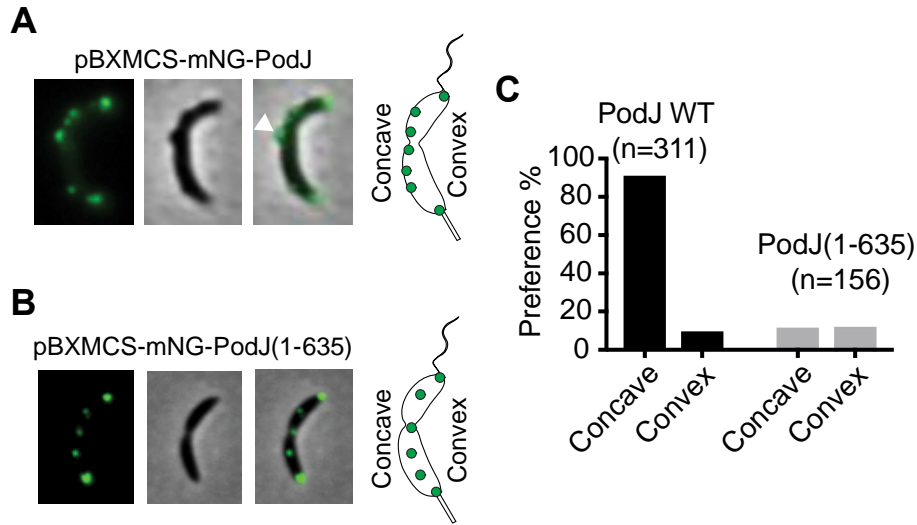 A
pBXMCS-mNG-PodJ
Concave
Convex
B
pBXMCS-mNG-PodJ(1-635)
Concave
Convex
C
PodJ WT
(n=311)
PodJ(1-635)
(n=156)
Preference %
100
80
60
40
20
0
Concave
Convex
Concave
Convex